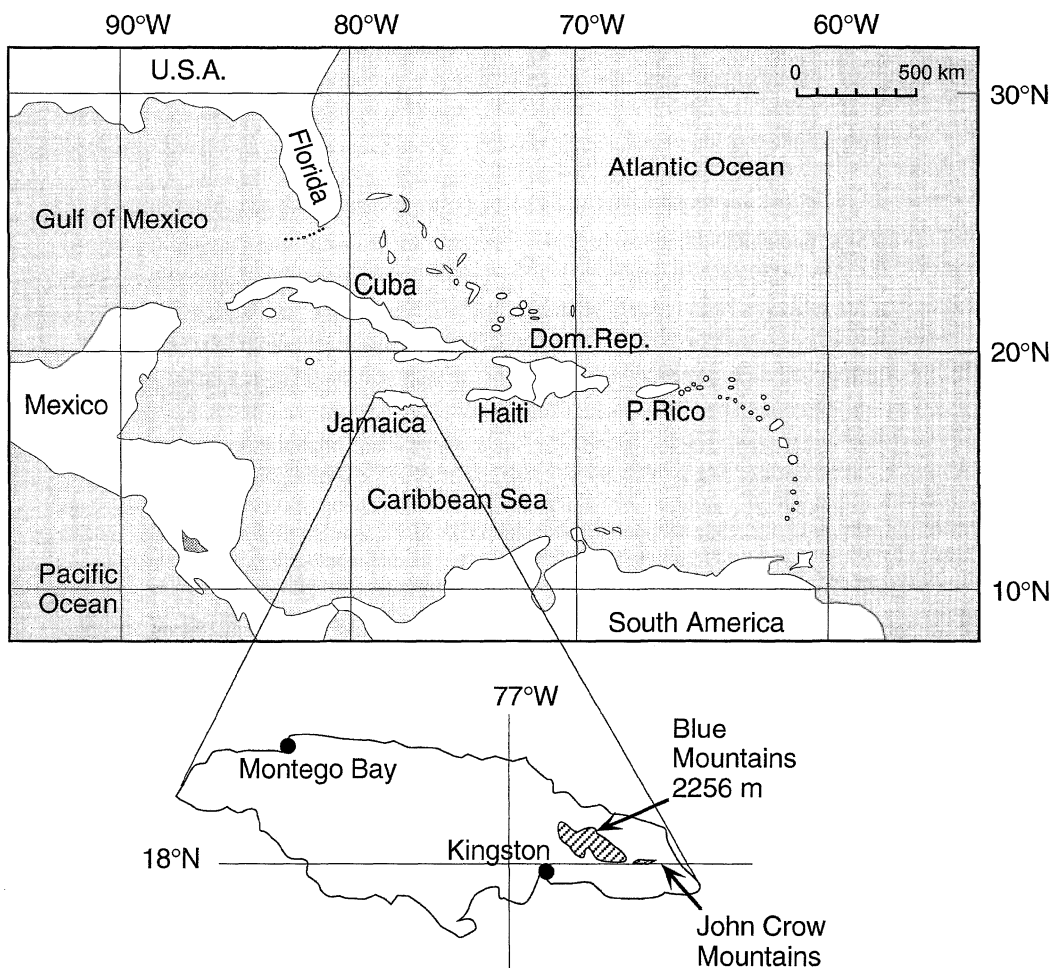 90°W 80°W 70°W 60°W
U.S.A.
0 500 km
30°N
Florida
Atlantic Ocean
Gulf of Mexico
Cuba
Dom.Rep.
20°N
Mexico
Jamaica
Haiti
P.Rico
Caribbean Sea
Pacific
Ocean
10°N
South America
77°W
Blue
Mountains
2256 m
Montego Bay
Kingston
18°N
John Crow
Mountains